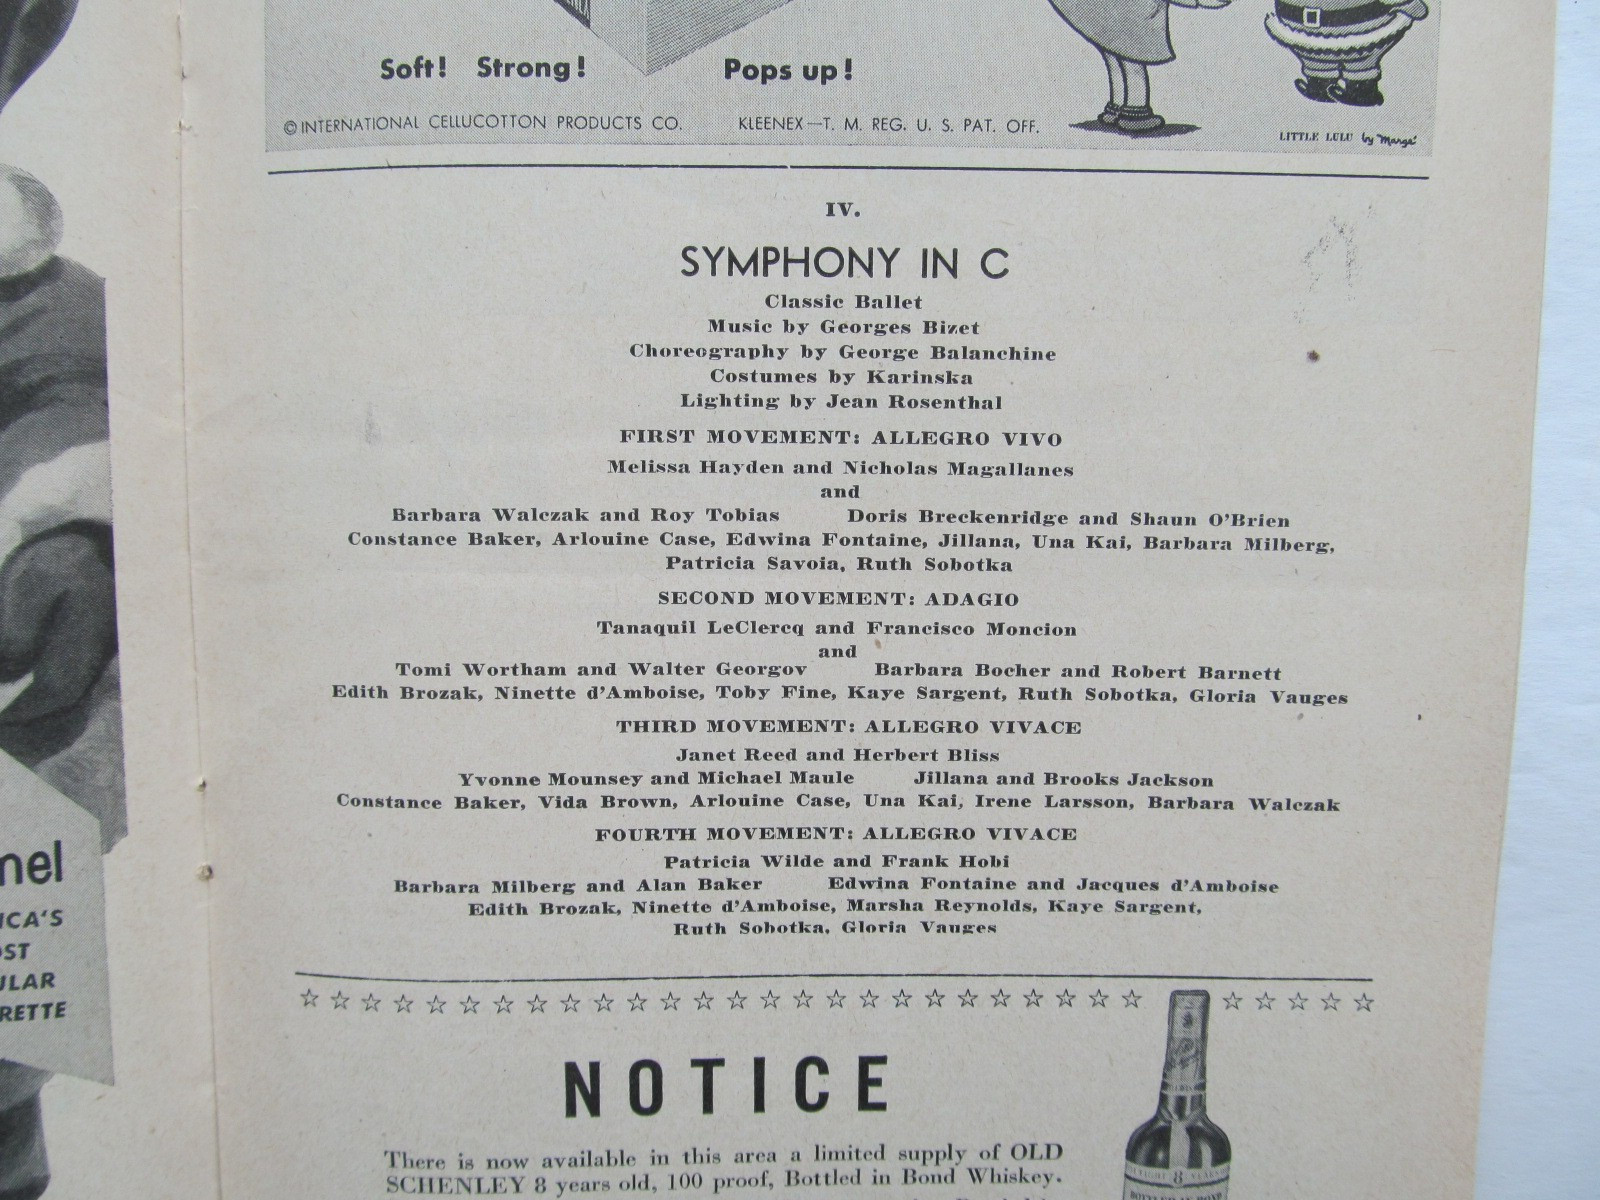 Soft! Strong! Pops up!
© INTERNATIONAL CELLUCOTTON PRODUCTS CO. KLEENEX—T. M. REG. U. S. PAT. OFF.
LITTLE LULU by Marge
IV.
SYMPHONY IN C
Classic Ballet
Music by Georges Bizet
Choreography by George Balanchine
Costumes by Karinska
Lighting by Jean Rosenthal
FIRST MOVEMENT: ALLEGRO VIVO
Melissa Hayden and Nicholas Magallanes
and
Barbara Walczak and Roy Tobias Doris Breckenridge and Shaun O'Brien
Constance Baker, Arlouine Case, Edwina Fontaine, Jillana, Una Kai, Barbara Milberg,
Patricia Savoia, Ruth Sobotka
SECOND MOVEMENT: ADAGIO
Tanaquil LeClercq and Francisco Moncion
and
Tomi Wortham and Walter Georgov Barbara Bocher and Robert Barnett
Edith Brozak, Ninette d'Amboise, Toby Fine, Kaye Sargent, Ruth Sobotka, Gloria Vauges
THIRD MOVEMENT: ALLEGRO VIVACE
Janet Reed and Herbert Bliss
Yvonne Mounsey and Michael Maule Jillana and Brooks Jackson
Constance Baker, Vida Brown, Arlouine Case, Una Kai, Irene Larsson, Barbara Walczak
FOURTH MOVEMENT: ALLEGRO VIVACE
Patricia Wilde and Frank Hobi
Barbara Milberg and Alan Baker Edwina Fontaine and Jacques d'Amboise
Edith Brozak, Ninette d'Amboise, Marsha Reynolds, Kaye Sargent,
Ruth Sobotka, Gloria Vauges
mel
ICA'S
OST
ULAR
RETTE
NOTICE
There is now available in this area a limited supply of OLD
SCHENLEY 8 years old, 100 proof, Bottled in Bond Whiskey.
8 YEARS
BOTTLED IN BOND